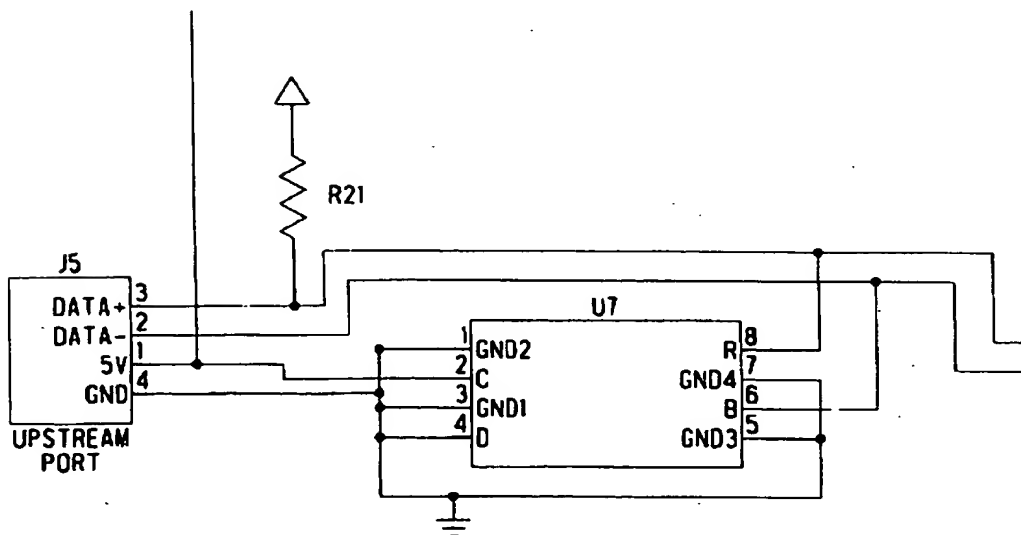 R21
J5
DATA+ 3
DATA- 2
5V 1
GND 4
UPSTREAM
PORT
U7
1 GND2
2 C
3 GND1
4 D
R 8
GND4 7
B 6
GND3 5